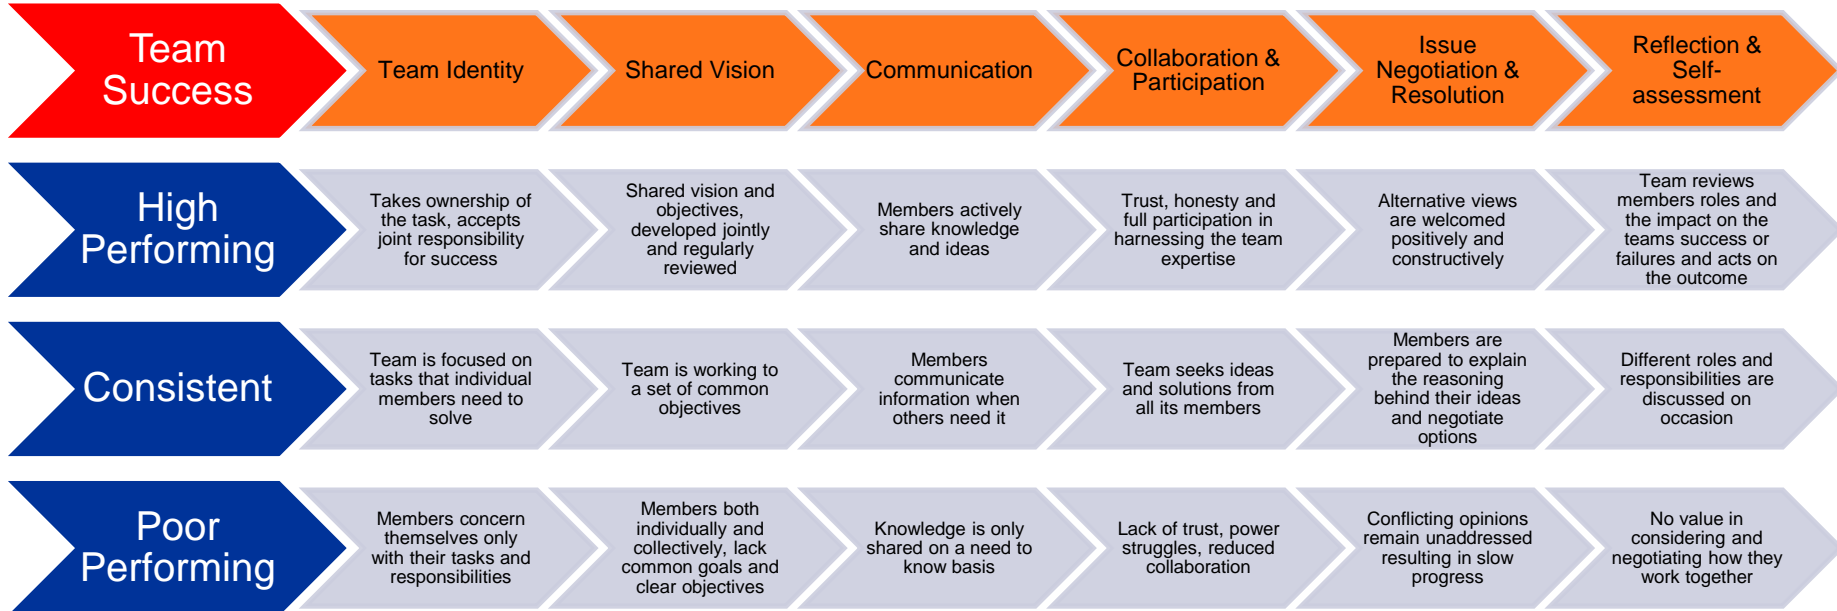 Team
Success
Team Identity
Shared Vision
Communication
Collaboration &
Participation
Issue
Negotiation &
Resolution
Reflection &
Self-
assessment
High
Performing
Takes ownership of
the task, accepts
joint responsibility
for success
Shared vision and
objectives,
developed jointly
and regularly
reviewed
Members actively
share knowledge
and ideas
Trust, honesty and
full participation in
harnessing the team
expertise
Alternative views
are welcomed
positively and
constructively
Team reviews
members roles and
the impact on the
teams success or
failures and acts on
the outcome
Consistent
Team is focused on
tasks that individual
members need to
solve
Team is working to
a set of common
objectives
Members
communicate
information when
others need it
Team seeks ideas
and solutions from
all its members
Members are
prepared to explain
the reasoning
behind their ideas
and negotiate
options
Different roles and
responsibilities are
discussed on
occasion
Poor
Performing
Members concern
themselves only
with their tasks and
responsibilities
Members both
individually and
collectively, lack
common goals and
clear objectives
Knowledge is only
shared on a need to
know basis
Lack of trust, power
struggles, reduced
collaboration
Conflicting opinions
remain unaddressed
resulting in slow
progress
No value in
considering and
negotiating how they
work together